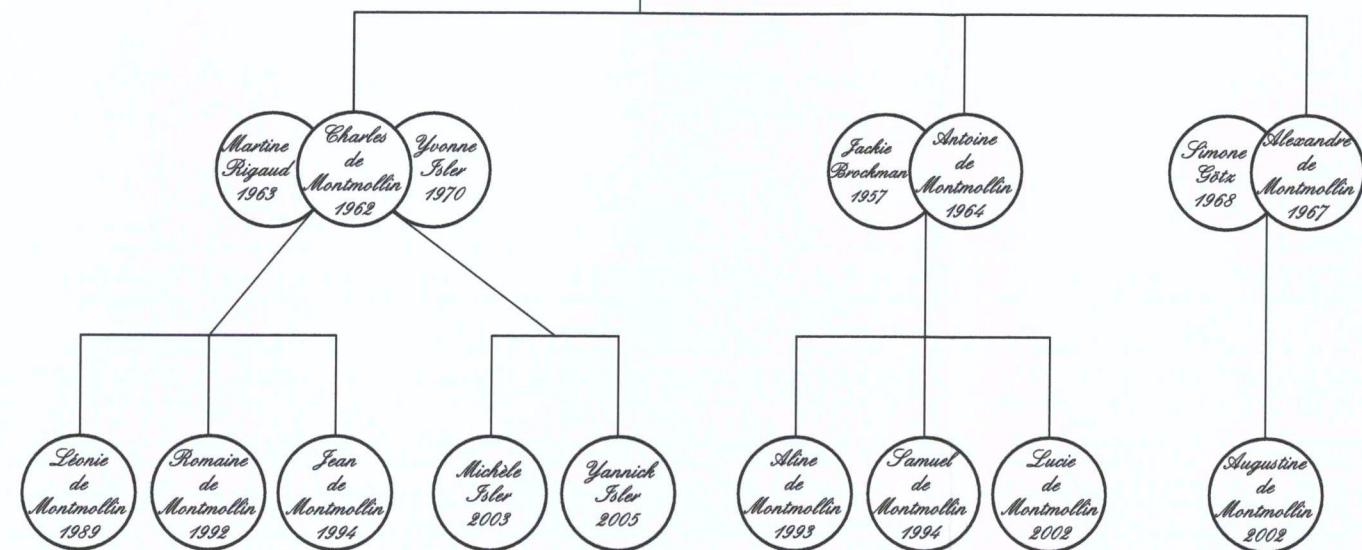 Martine
Rigaud
1963
Charles
de
Montmollin
1962
Yvonne
Isler
1970
Jackie
Brockman
1957
Antoine
de
Montmollin
1964
Simone
Götz
1968
Alexandre
de
Montmollin
1967
Léonie
de
Montmollin
1989
Romaine
de
Montmollin
1992
Jean
de
Montmollin
1994
Michèle
Isler
2003
Yannick
Isler
2005
Aline
de
Montmollin
1993
Samuel
de
Montmollin
1994
Lucie
de
Montmollin
2002
Augustine
de
Montmollin
2002